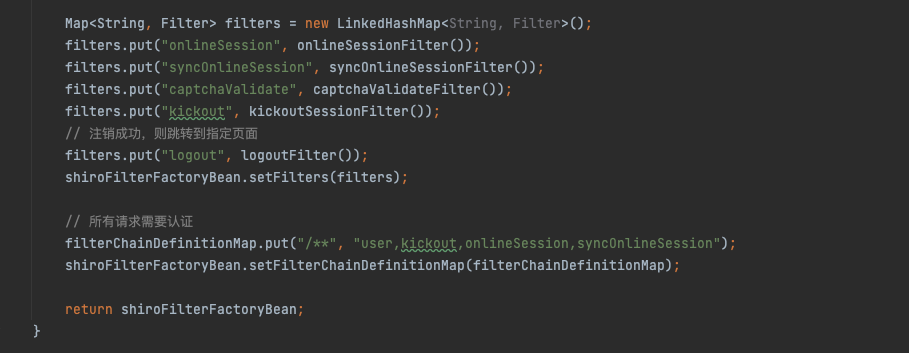 Map<String, Filter> filters = new LinkedHashMap<String, Filter>();
filters.put("onlineSession", onlineSessionFilter());
filters.put("syncOnlineSession", syncOnlineSessionFilter());
filters.put("captchaValidate", captchaValidateFilter());
filters.put("kickout", kickoutSessionFilter());
// 注销成功，则跳转到指定页面
filters.put("logout", logoutFilter());
shiroFilterFactoryBean.setFilters(filters);
// 所有请求需要认证
filterChainDefinitionMap.put("/**", "user,kickout,onlineSession,syncOnlineSession");
shiroFilterFactoryBean.setFilterChainDefinitionMap(filterChainDefinitionMap);
return shiroFilterFactoryBean;
}